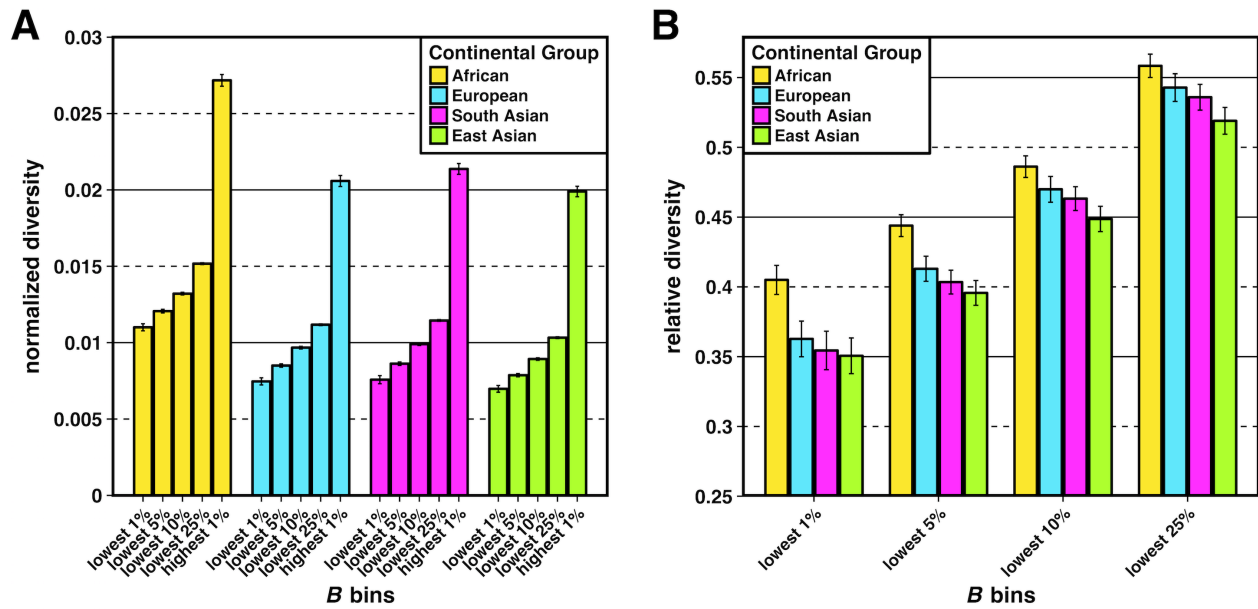 A
0.03
0.025
0.02
0.015
0.01
0.005
0
normalized diversity
Continental Group
African
European
South Asian
East Asian
lowest 1%
lowest 5%
lowest 10%
lowest 25%
highest 1%
lowest 1%
lowest 5%
lowest 10%
lowest 25%
highest 1%
lowest 1%
lowest 5%
lowest 10%
lowest 25%
highest 1%
lowest 1%
lowest 5%
lowest 10%
lowest 25%
highest 1%
B bins
B
0.55
0.5
0.45
0.4
0.35
0.3
0.25
relative diversity
Continental Group
African
European
South Asian
East Asian
lowest 1%
lowest 5%
lowest 10%
lowest 25%
B bins